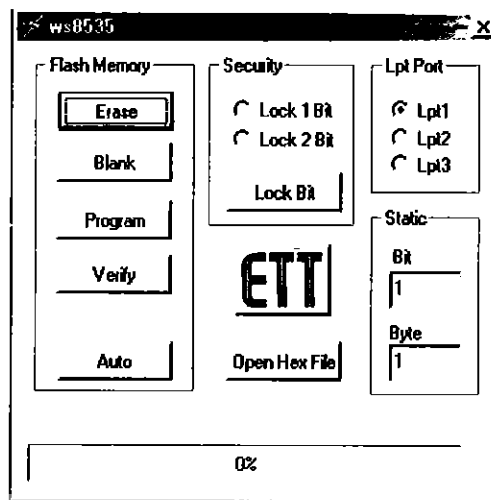 ws8535
Flash Memory
Erase
Blank
Program
Verify
Auto
Security
Lock 1 Bit
Lock 2 Bit
Lock Bit
ETT
Open Hex File
Lpt Port
Lpt1
Lpt2
Lpt3
Static
Bit
1
Byte
1
0%